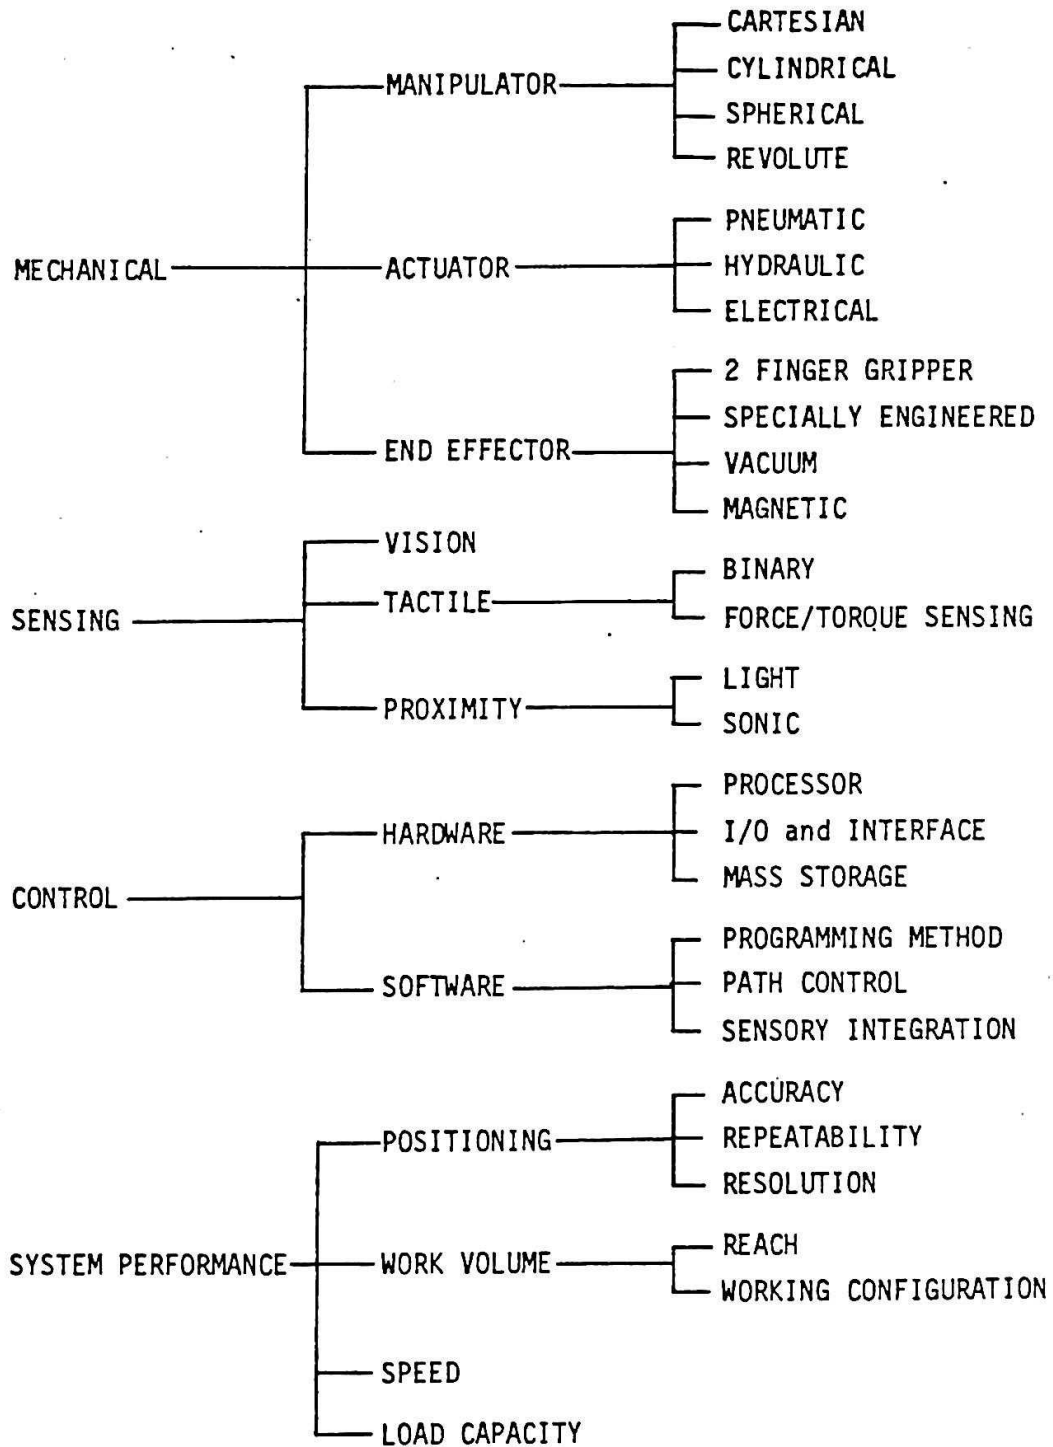 CARTESIAN
CYLINDRICAL
MANIPULATOR
SPHERICAL
REVOLUTE
PNEUMATIC
MECHANICAL
ACTUATOR
HYDRAULIC
ELECTRICAL
2 FINGER GRIPPER
SPECIALLY ENGINEERED
END EFFECTOR
VACUUM
MAGNETIC
VISION
BINARY
TACTILE
SENSING
FORCE/TORQUE SENSING
LIGHT
PROXIMITY
SONIC
PROCESSOR
HARDWARE
I/O and INTERFACE
MASS STORAGE
CONTROL
PROGRAMMING METHOD
SOFTWARE
PATH CONTROL
SENSORY INTEGRATION
ACCURACY
POSITIONING
REPEATABILITY
RESOLUTION
REACH
SYSTEM PERFORMANCE
WORK VOLUME
WORKING CONFIGURATION
SPEED
LOAD CAPACITY